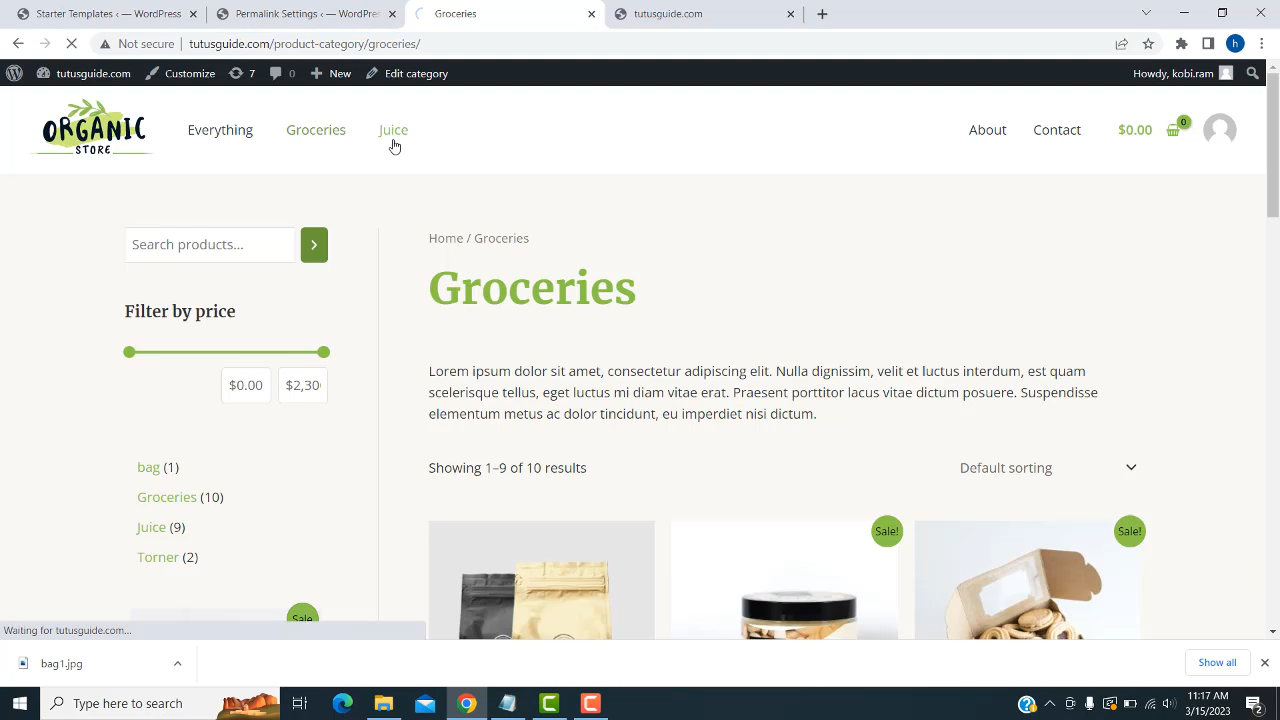 Starter Templates ‹ — WordPress
Permalink Settings ‹ — WordPress
Groceries
tutusguide.com
Not secure
tutusguide.com/product-category/groceries/
h
tutusguide.com
Customize
7
0
New
Edit category
Howdy, kobi.ram
ORGANIC
STORE
Everything
Groceries
Juice
About
Contact
$0.00
0
Search products...
Home / Groceries
Groceries
Filter by price
$0.00
$2,30
Lorem ipsum dolor sit amet, consectetur adipiscing elit. Nulla dignissim, velit et luctus interdum, est quam
scelerisque tellus, eget luctus mi diam vitae erat. Praesent porttitor lacus vitae dictum posuere. Suspendisse
elementum metus ac dolor tincidunt, eu imperdiet nisi dictum.
Showing 1–9 of 10 results
Default sorting
bag (1)
Groceries (10)
Juice (9)
Torner (2)
Sale!
Sale!
Sale
Waiting for tutusguide.com...
bag1.jpg
Show all
Type here to search
11:17 AM
3/15/2023
2